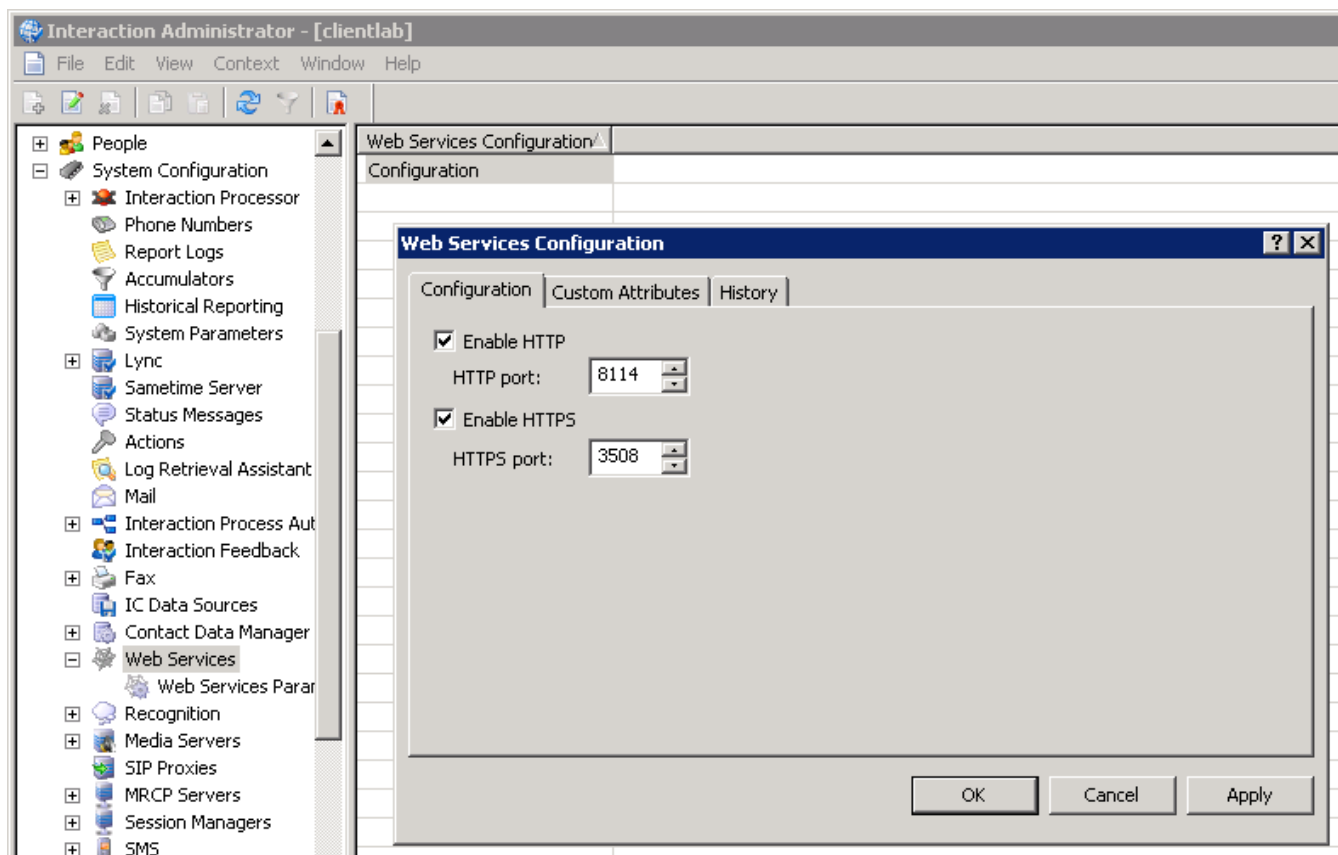 Interaction Administrator - [clientlab]
File Edit View Context Window Help
People
System Configuration
Interaction Processor
Phone Numbers
Report Logs
Accumulators
Historical Reporting
System Parameters
Lync
Sametime Server
Status Messages
Actions
Log Retrieval Assistant
Mail
Interaction Process Aut
Interaction Feedback
Fax
IC Data Sources
Contact Data Manager
Web Services
Web Services Parar
Recognition
Media Servers
SIP Proxies
MRCP Servers
Session Managers
SMS
Web Services Configuration
Configuration
Web Services Configuration
Configuration Custom Attributes History
Enable HTTP
HTTP port: 8114
Enable HTTPS
HTTPS port: 3508
OK Cancel Apply